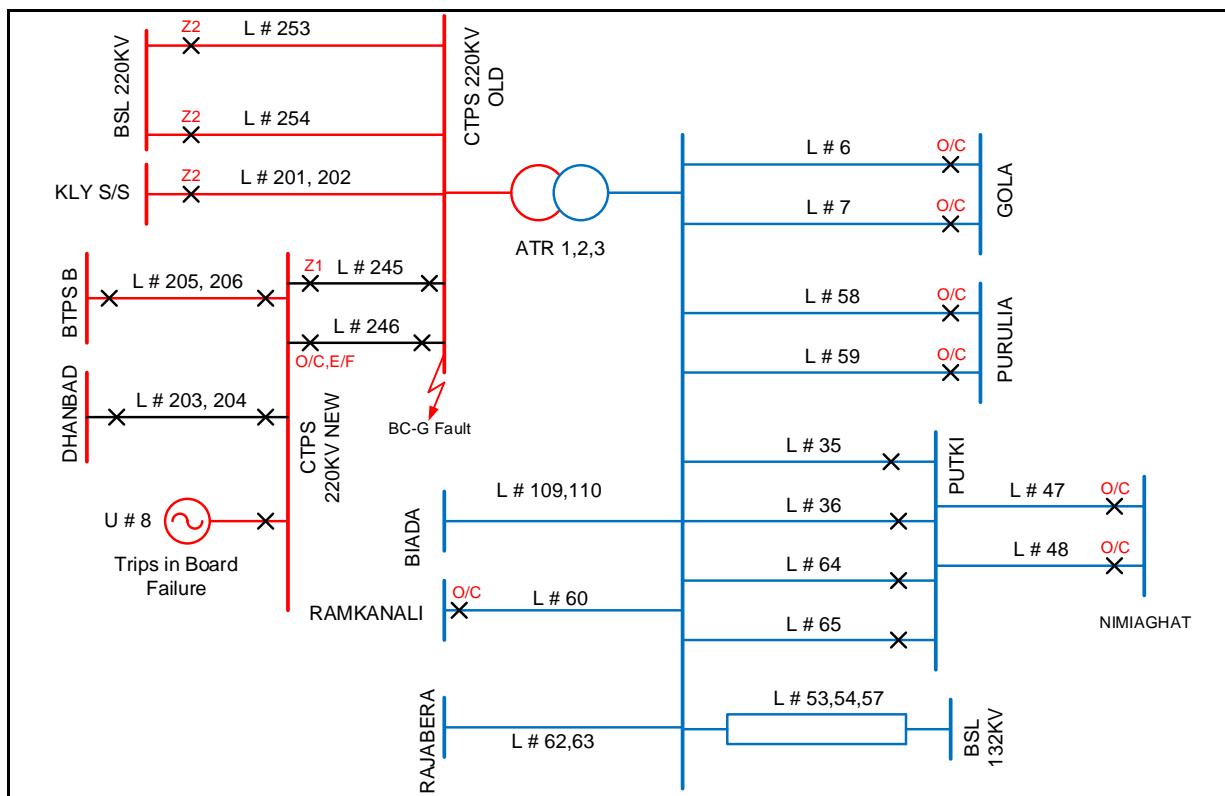 Z2
L # 253
BSL 220KV
Z2
L # 254
CTPS 220KV
OLD
KLY S/S
Z2
L # 201, 202
ATR 1,2,3
BTPS B
L # 205, 206
Z1
L # 245
L # 246
O/C,E/F
DHANBAD
L # 203, 204
CTPS
220KV NEW
BC-G Fault
U # 8
Trips in Board
Failure
L # 6
O/C
L # 7
O/C
GOLA
L # 58
O/C
L # 59
O/C
PURULIA
L # 35
L # 36
L # 64
L # 65
PUTKI
L # 47
O/C
L # 48
O/C
NIMIAGHAT
BIADA
L # 109,110
RAMKANALI
O/C
L # 60
RAJABERA
L # 62,63
L # 53,54,57
BSL
132KV